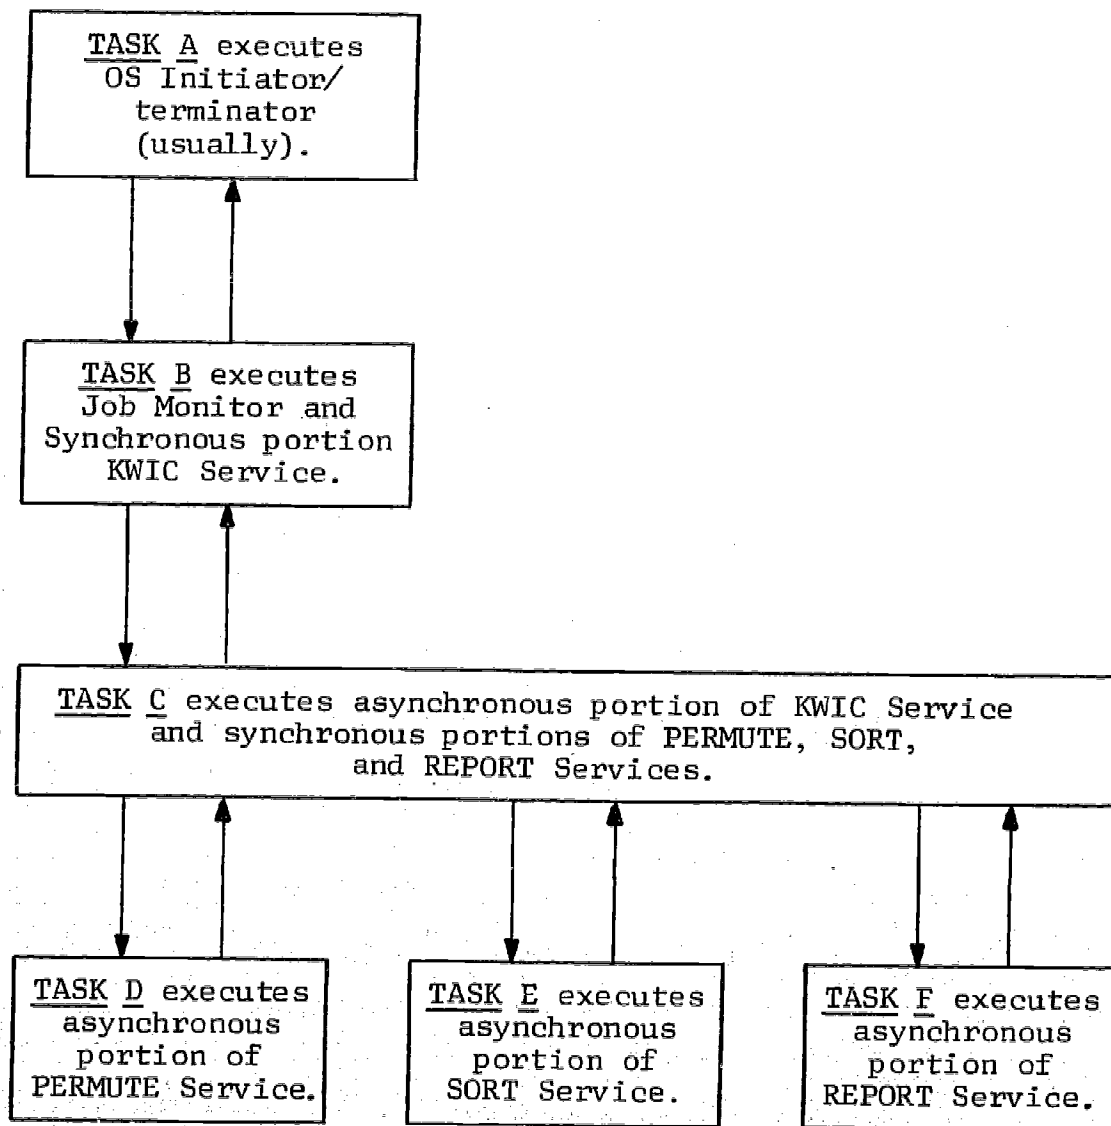 TASK A executes
OS Initiator/
terminator
(usually).
TASK B executes
Job Monitor and
Synchronous portion
KWIC Service.
TASK C executes asynchronous portion of KWIC Service
and synchronous portions of PERMUTE, SORT,
and REPORT Services.
TASK D executes
asynchronous
portion of
PERMUTE Service.
TASK E executes
asynchronous
portion of
SORT Service.
TASK F executes
asynchronous
portion of
REPORT Service.